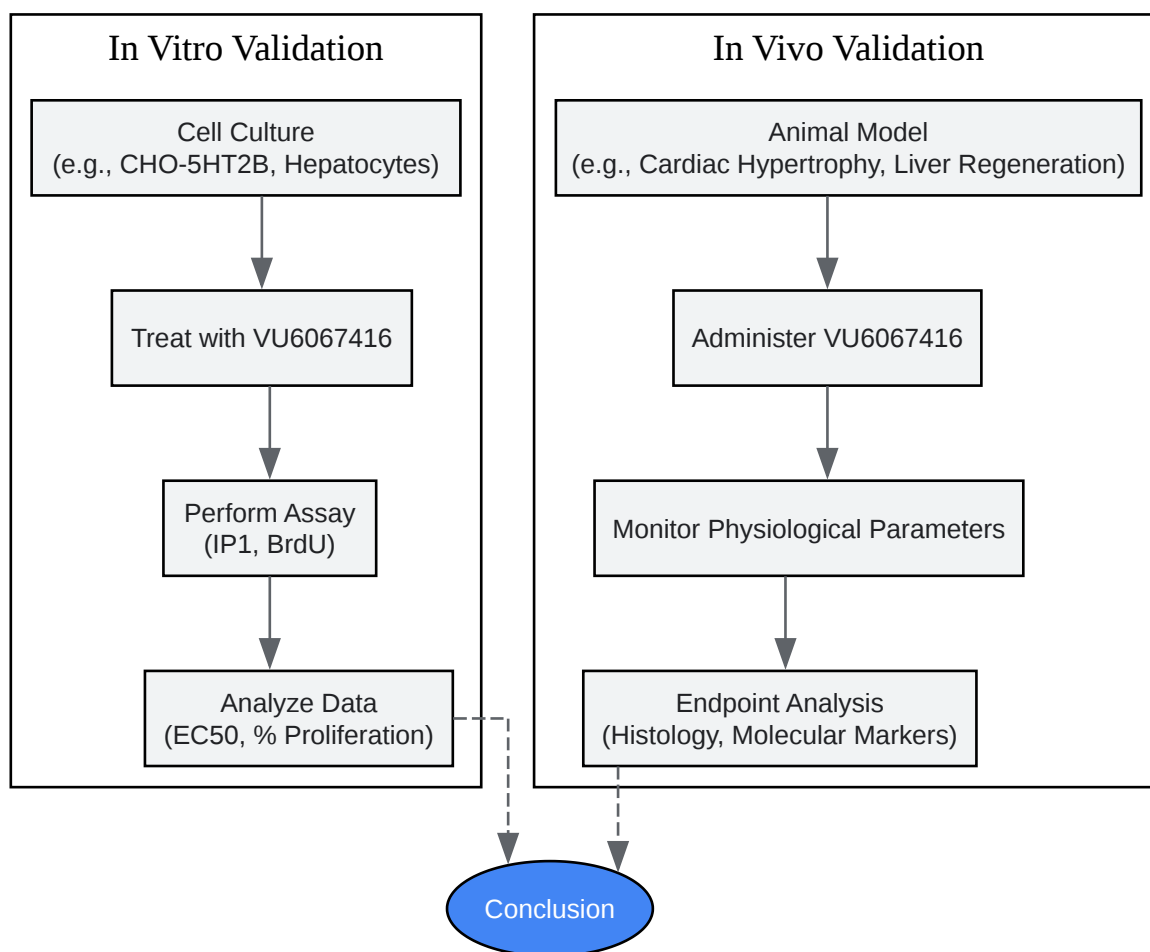 In Vitro Validation
Cell Culture
(e.g., CHO-5HT2B, Hepatocytes)
Treat with VU6067416
Perform Assay
(IP1, BrdU)
Analyze Data
(EC50, % Proliferation)
In Vivo Validation
Animal Model
(e.g., Cardiac Hypertrophy, Liver Regeneration)
Administer VU6067416
Monitor Physiological Parameters
Endpoint Analysis
(Histology, Molecular Markers)
Conclusion